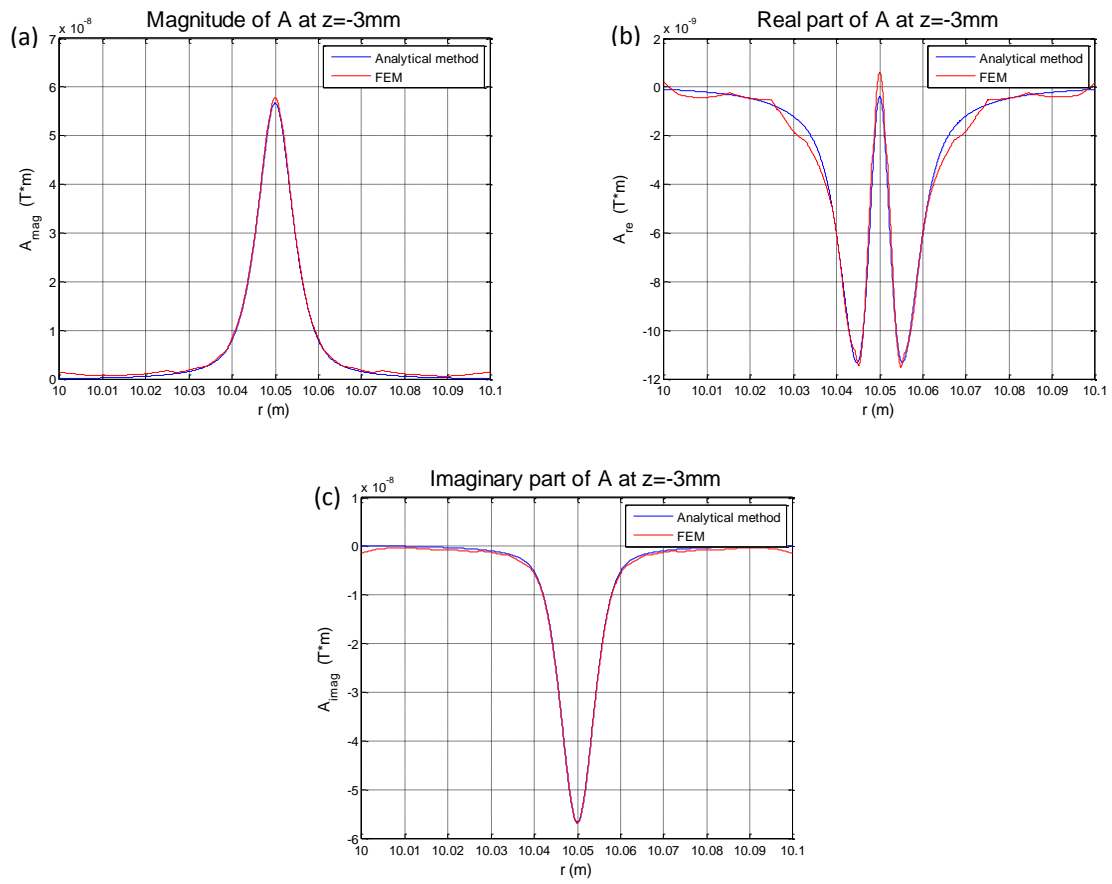 (a)
Magnitude of A at z=-3mm
x 10^-8
7
6
5
4
3
2
1
0
A_mag (T*m)
10 10.01 10.02 10.03 10.04 10.05 10.06 10.07 10.08 10.09 10.1
r (m)
Analytical method
FEM
(b)
Real part of A at z=-3mm
x 10^-9
2
0
-2
-4
-6
-8
-10
-12
A_re (T*m)
10 10.01 10.02 10.03 10.04 10.05 10.06 10.07 10.08 10.09 10.1
r (m)
Analytical method
FEM
(c)
Imaginary part of A at z=-3mm
x 10^-8
1
0
-1
-2
-3
-4
-5
-6
A_imag (T*m)
10 10.01 10.02 10.03 10.04 10.05 10.06 10.07 10.08 10.09 10.1
r (m)
Analytical method
FEM